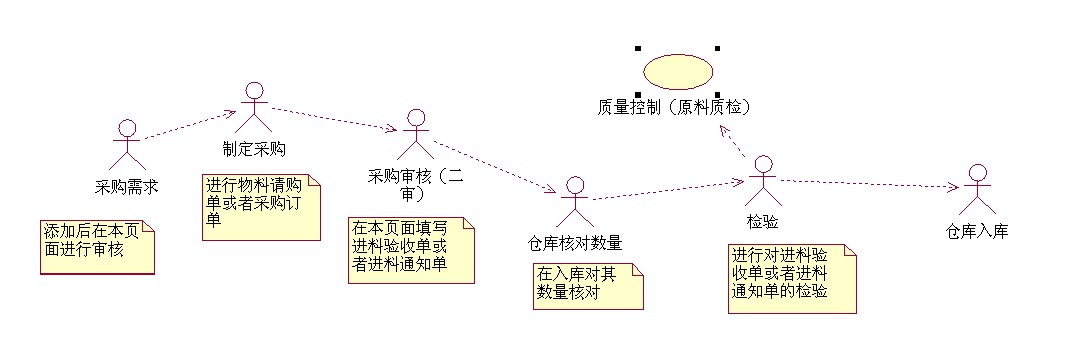 质量控制（原料质检）
制定采购
采购需求
采购审核（二
审）
仓库核对数量
检验
仓库入库
添加后在本页
面进行审核
进行物料请购
单或者采购订
单
在本页面填写
进料验收单或
者进料通知单
在入库对其
数量核对
进行对进料验
收单或者进料
通知单的检验